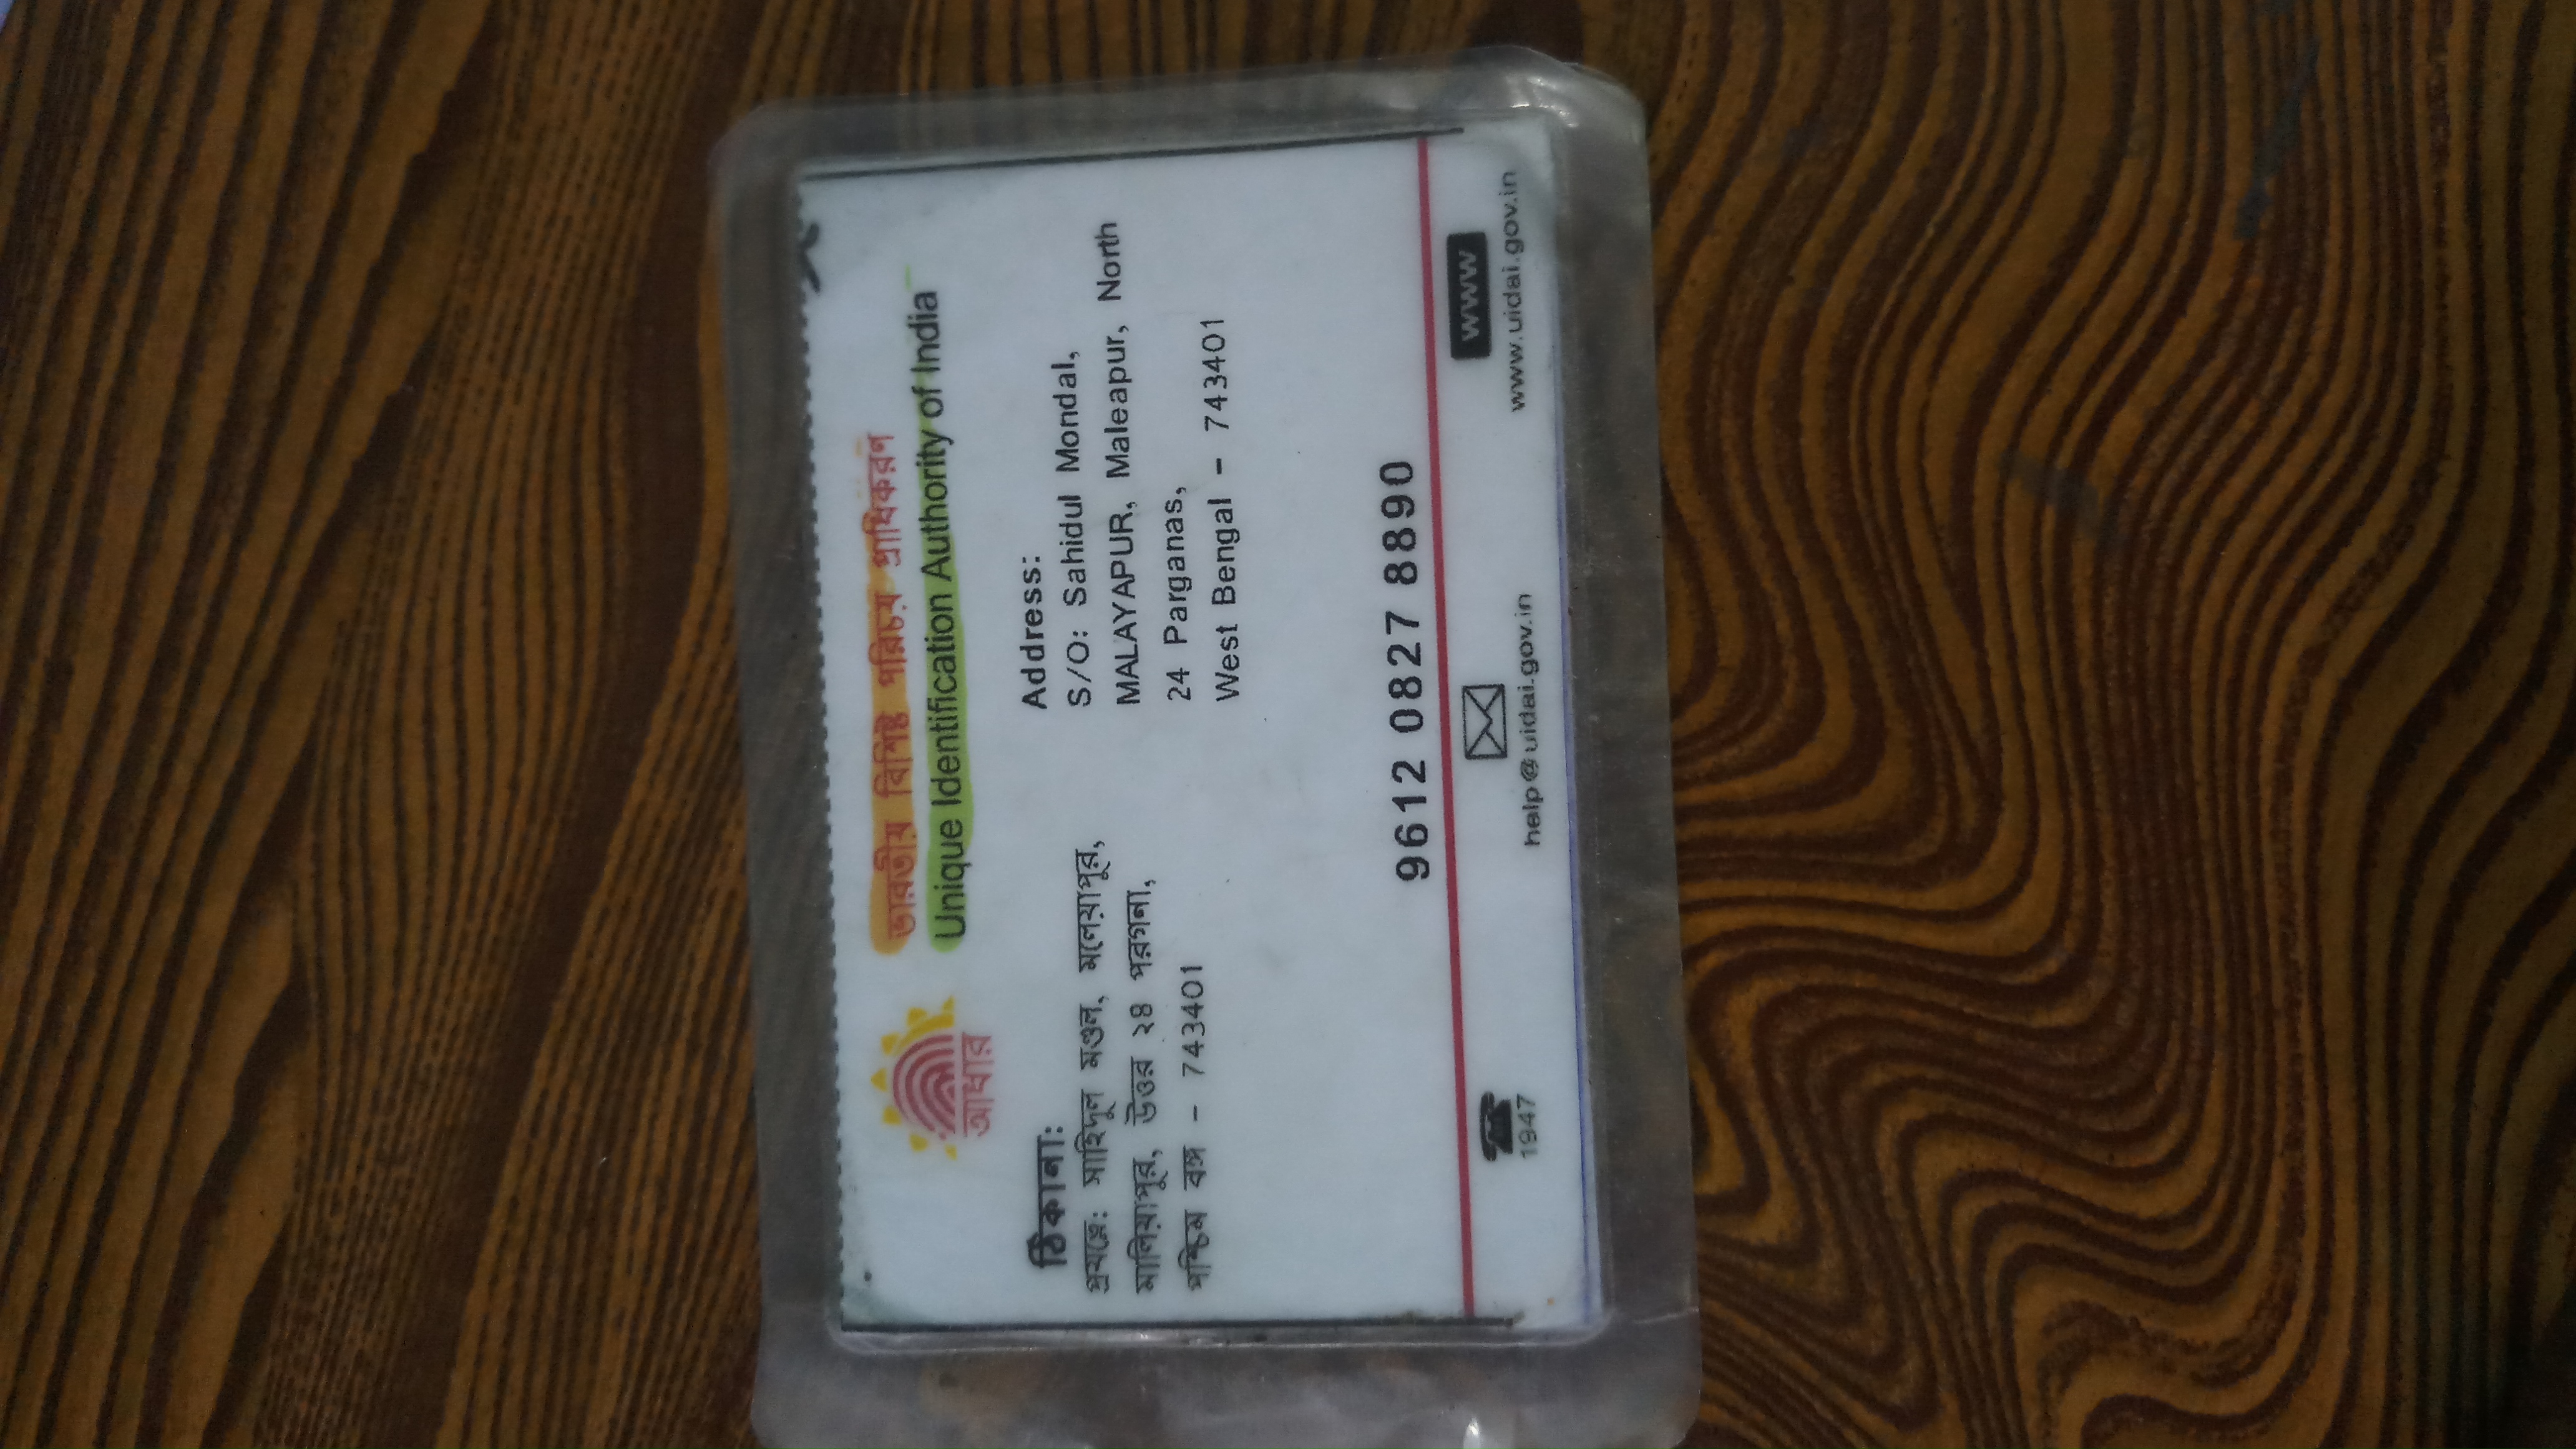 ভারতীয় বিশিষ্ট পরিচয় প্রাধিকরণ
Unique Identification Authority of India
আধার
ঠিকানা:
প্রযত্নে: সাহিদুল মণ্ডল, মলেয়াপুর,
মালিয়াপুর, উত্তর ২৪ পরগনা,
পশ্চিম বঙ্গ - 743401
Address:
S/O: Sahidul Mondal,
MALAYAPUR, Maleapur, North
24 Parganas,
West Bengal - 743401
9612 0827 8890
1947
help@uidai.gov.in
WWW
www.uidai.gov.in